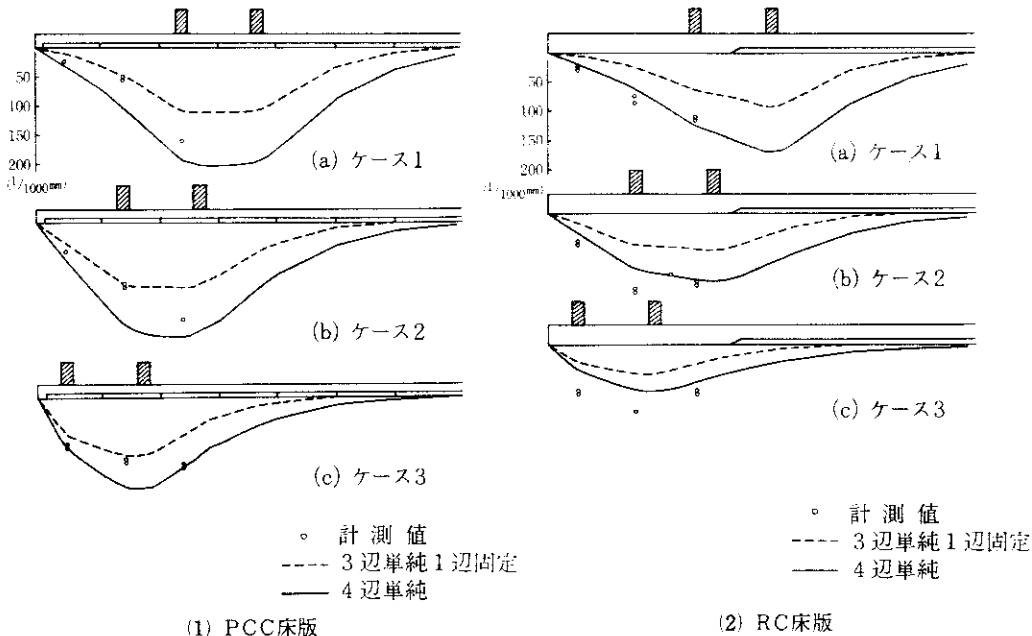 50
100
150
200
(1/1000mm)
(a) ケース1
(b) ケース2
(c) ケース3
○ 計測値
3辺単純1辺固定
4辺単純
(1) PCC床版
50
100
150
200
(1/1000mm)
(a) ケース1
(b) ケース2
(c) ケース3
○ 計測値
3辺単純1辺固定
4辺単純
(2) RC床版